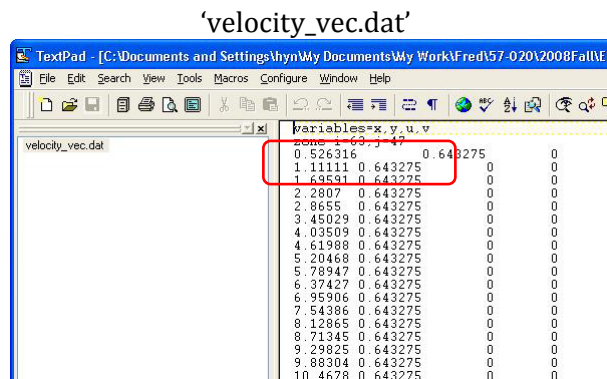 ‘velocity_vec.dat’
TextPad - [C:\Documents and Settings\hyn\My Documents\My Work\Fred\57-020\2008Fall\E
File Edit Search View Tools Macros Configure Window Help
velocity_vec.dat
variables=x,y,u,v
zone i=63,j=47
0.526316 0.643275 0
1.11111 0.643275 0 0
1.69591 0.643275 0 0
2.2807 0.643275 0 0
2.8655 0.643275 0 0
3.45029 0.643275 0 0
4.03509 0.643275 0 0
4.61988 0.643275 0 0
5.20468 0.643275 0 0
5.78947 0.643275 0 0
6.37427 0.643275 0 0
6.95906 0.643275 0 0
7.54386 0.643275 0 0
8.12865 0.643275 0 0
8.71345 0.643275 0 0
9.29825 0.643275 0 0
9.88304 0.643275 0 0
10.4678 0.643275 0 0